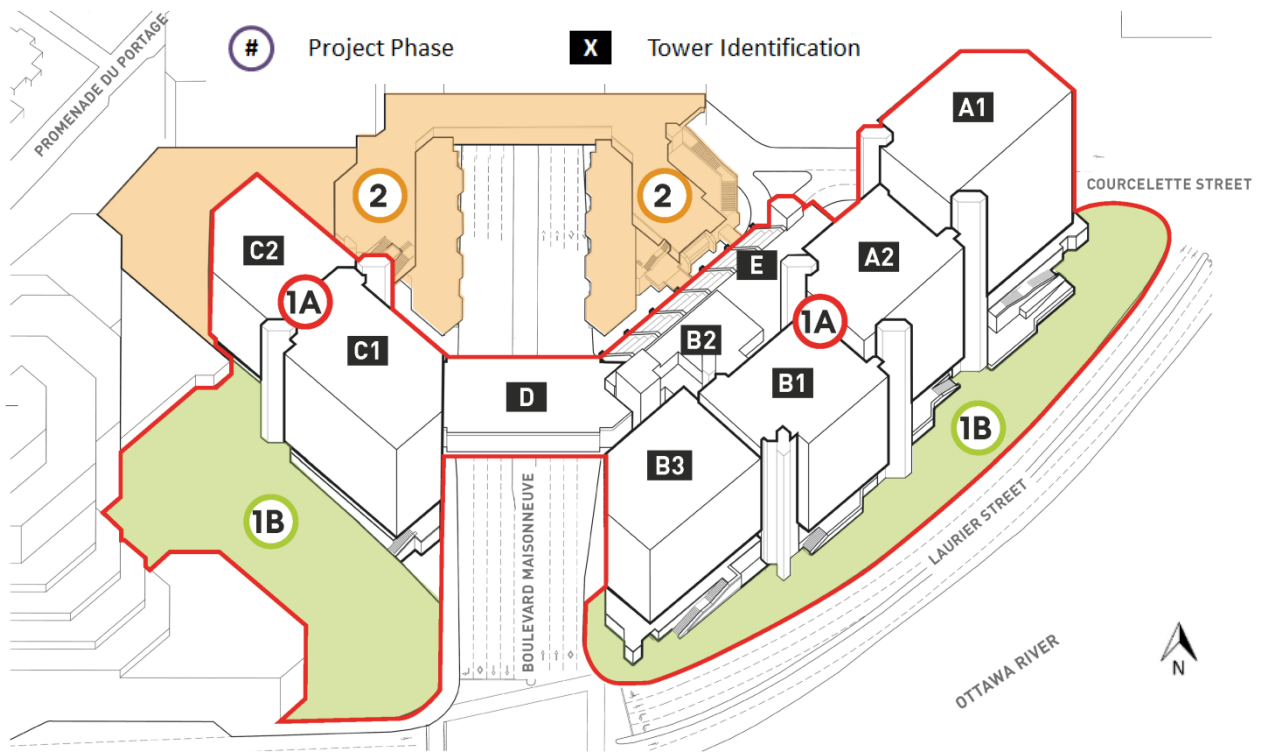 # Project Phase
X Tower Identification
PROMENADE DU PORTAGE
A1
COURCELETTE STREET
2
2
C2
E
A2
1A
1A
C1
B2
D
B1
1B
B3
1B
BOULEVARD MAISONNEUVE
LAURIER STREET
OTTAWA RIVER
N